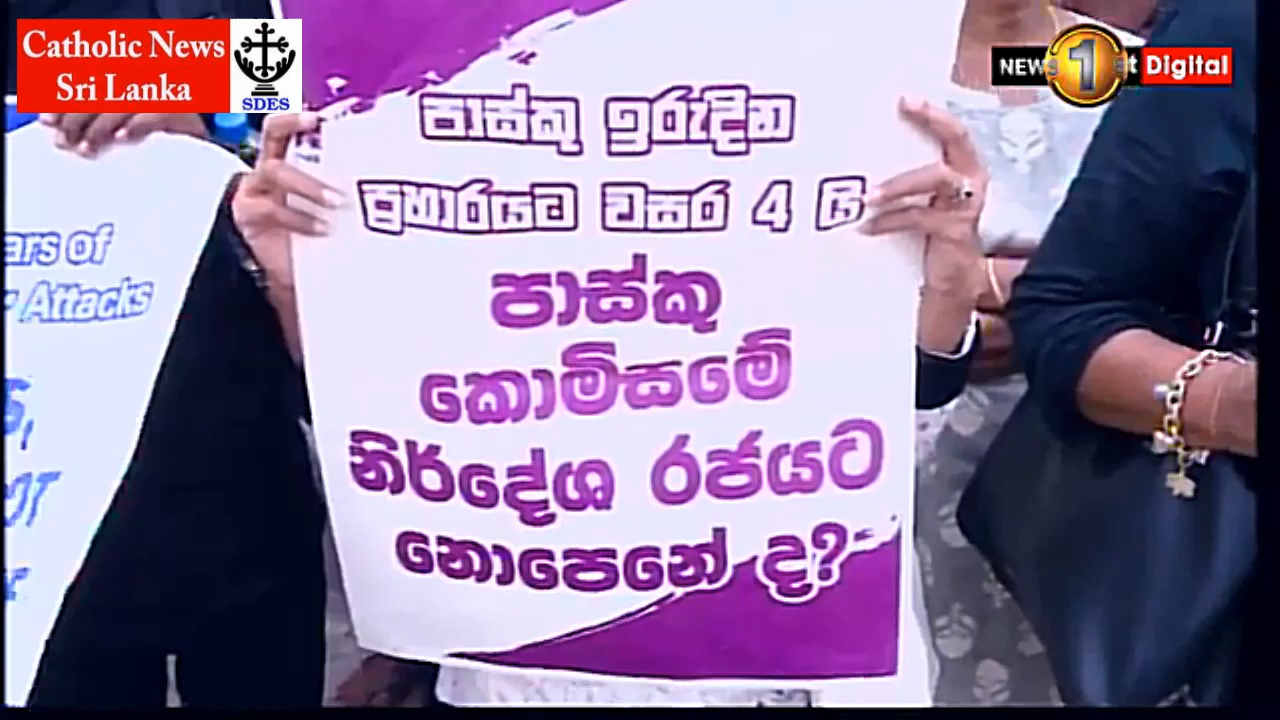 Catholic News
Sri Lanka
SDES
NEWS 1st Digital
පාස්කු ඉරුදින
ප්‍රහාරයට වසර 4 යි
පාස්කු
කොමිසමේ
නිර්දේශ රජයට
නොපෙනේ ද?
ars of
Attacks